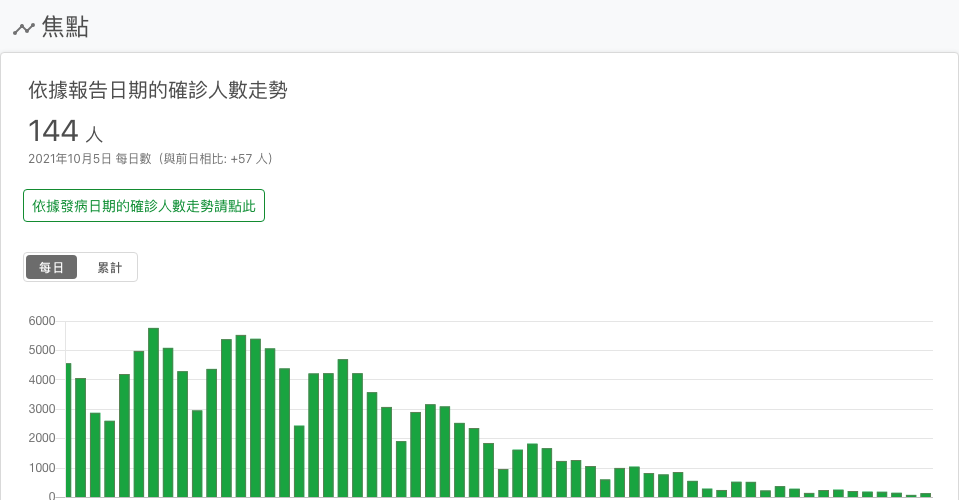 焦點
依據報告日期的確診人數走勢
144 人
2021年10月5日 每日數（與前日相比: +57 人）
依據發病日期的確診人數走勢請點此
每日 累計
6000
5000
4000
3000
2000
1000
0